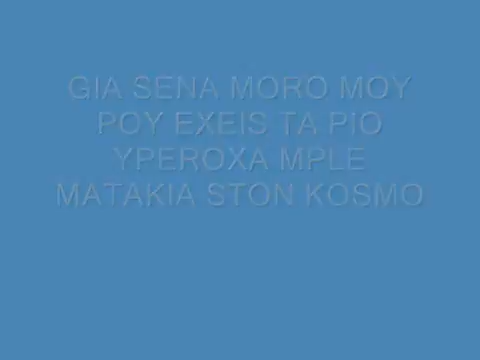 GIA SENA MORO MOY
POY EXEIS TA PIO
YPEROXA MPLE
MATAKIA STON KOSMO